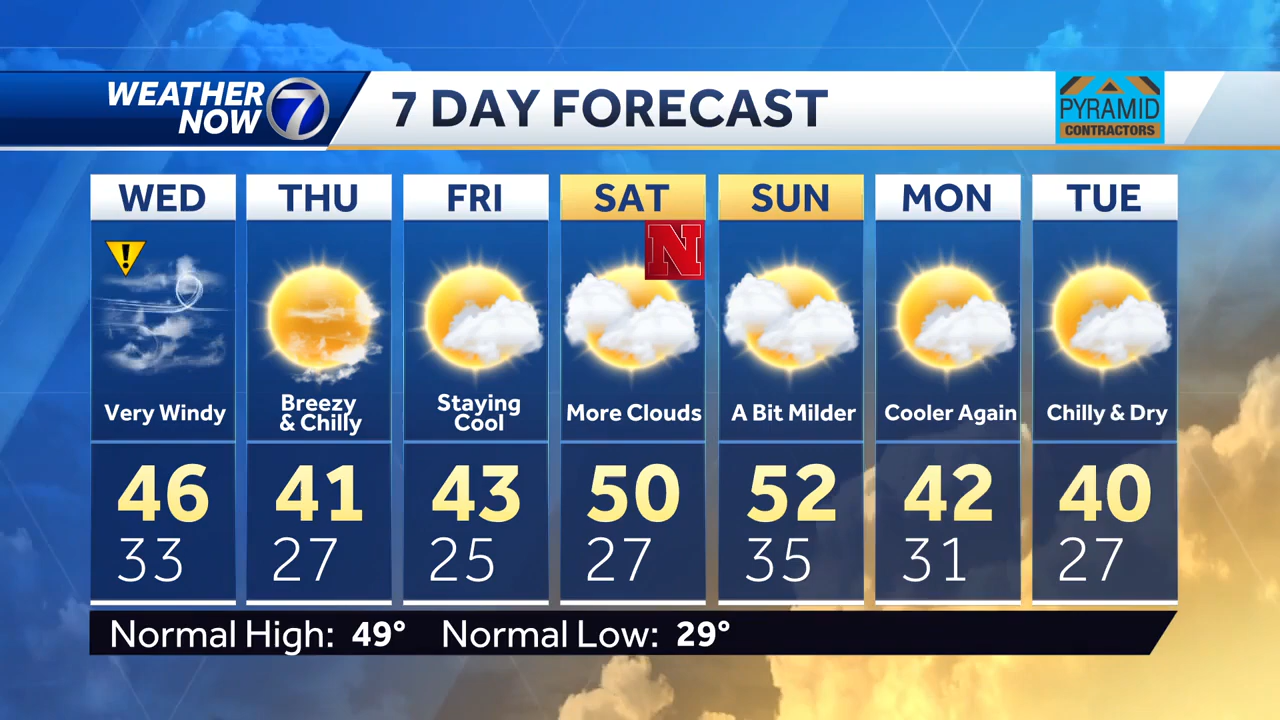 WEATHER
NOW 7
7 DAY FORECAST
PYRAMID
CONTRACTORS
WED THU FRI SAT SUN MON TUE
!
N
Very Windy
Breezy
& Chilly
Staying
Cool
More Clouds
A Bit Milder
Cooler Again
Chilly & Dry
46 41 43 50 52 42 40
33 27 25 27 35 31 27
Normal High: 49° Normal Low: 29°